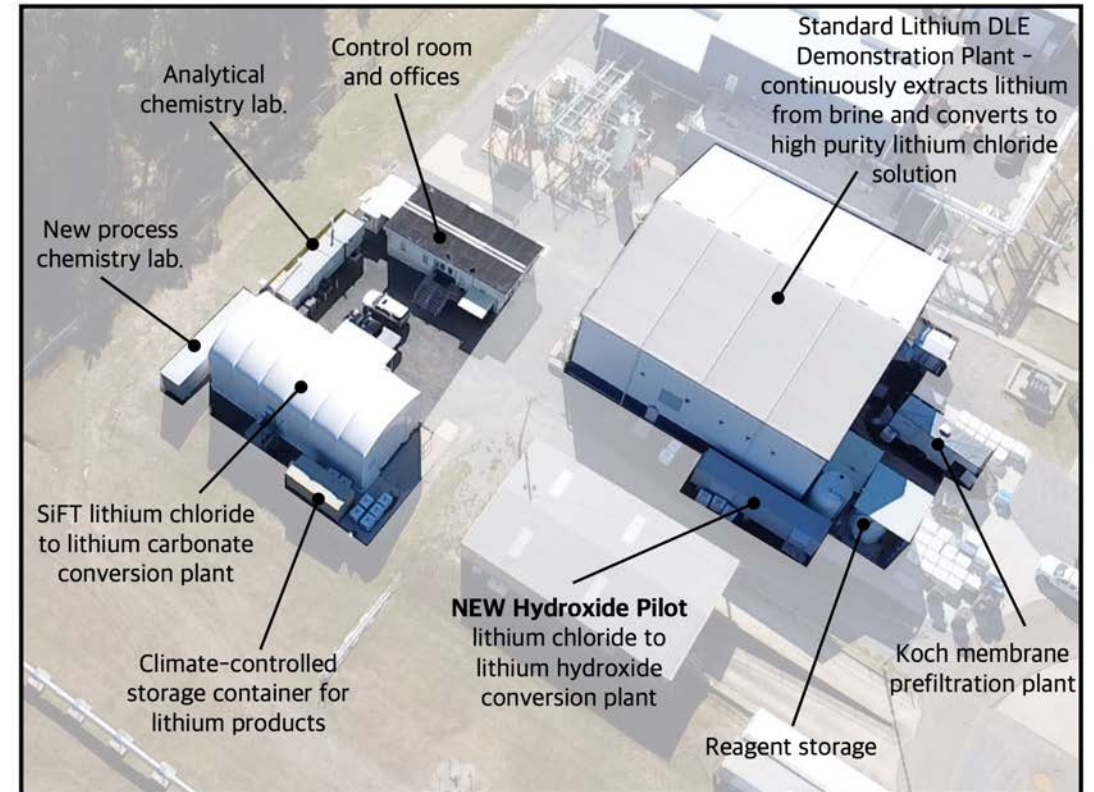 Control room
and offices
Analytical
chemistry lab.
New process
chemistry lab.
Standard Lithium DLE
Demonstration Plant –
continuously extracts lithium
from brine and converts to
high purity lithium chloride
solution
SiFT lithium chloride
to lithium carbonate
conversion plant
Climate-controlled
storage container for
lithium products
NEW Hydroxide Pilot
lithium chloride to
lithium hydroxide
conversion plant
Reagent storage
Koch membrane
prefiltration plant